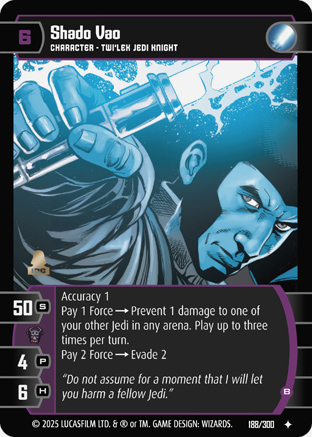 6
Shado Vao
CHARACTER - TWI'LEK JEDI KNIGHT
IDC
50 S
4 P
6 H
Accuracy 1
Pay 1 Force → Prevent 1 damage to one of
your other Jedi in any arena. Play up to three
times per turn.
Pay 2 Force → Evade 2
"Do not assume for a moment that I will let
you harm a fellow Jedi."
B
© 2025 LUCASFILM LTD. & ® or TM. GAME DESIGN: WIZARDS. 188/300